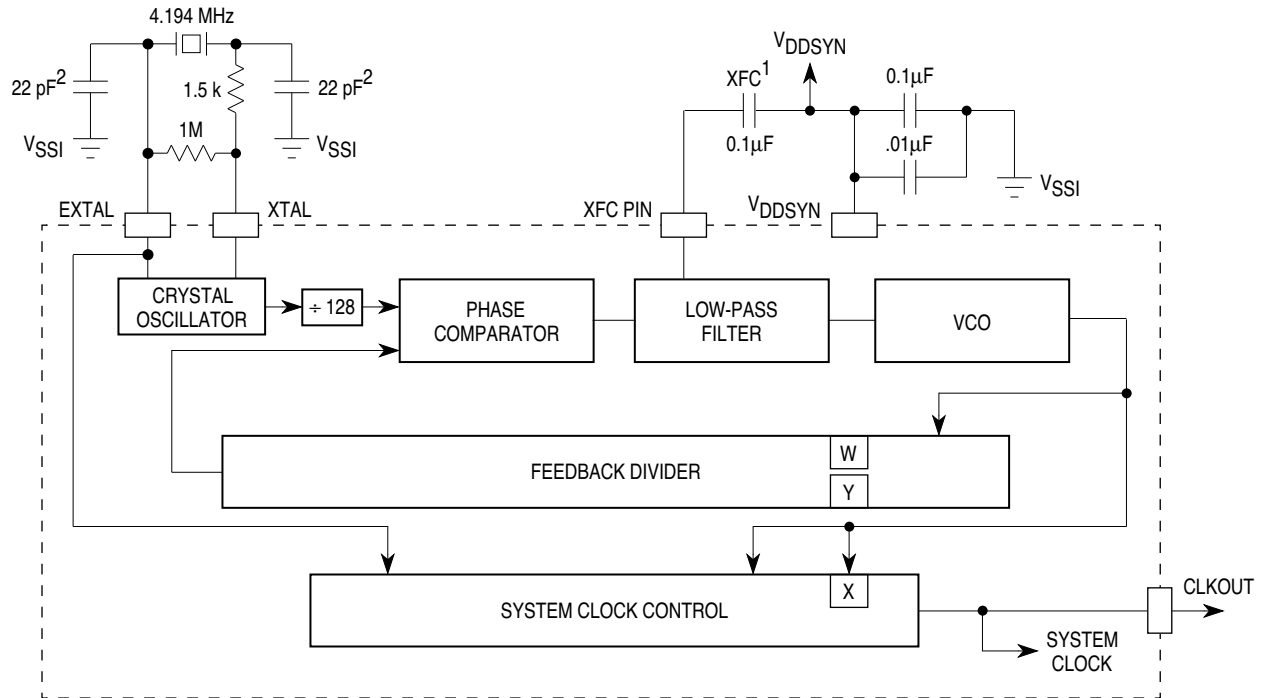 4.194 MHz
22 pF2
1.5 k
22 pF2
VSSI
1M
VSSI
VDDSYN
XFC1
0.1µF
0.1µF
.01µF
VSSI
EXTAL
XTAL
XFC PIN
VDDSYN
CRYSTAL
OSCILLATOR
÷ 128
PHASE
COMPARATOR
LOW-PASS
FILTER
VCO
FEEDBACK DIVIDER
W
Y
SYSTEM CLOCK CONTROL
X
CLKOUT
SYSTEM
CLOCK